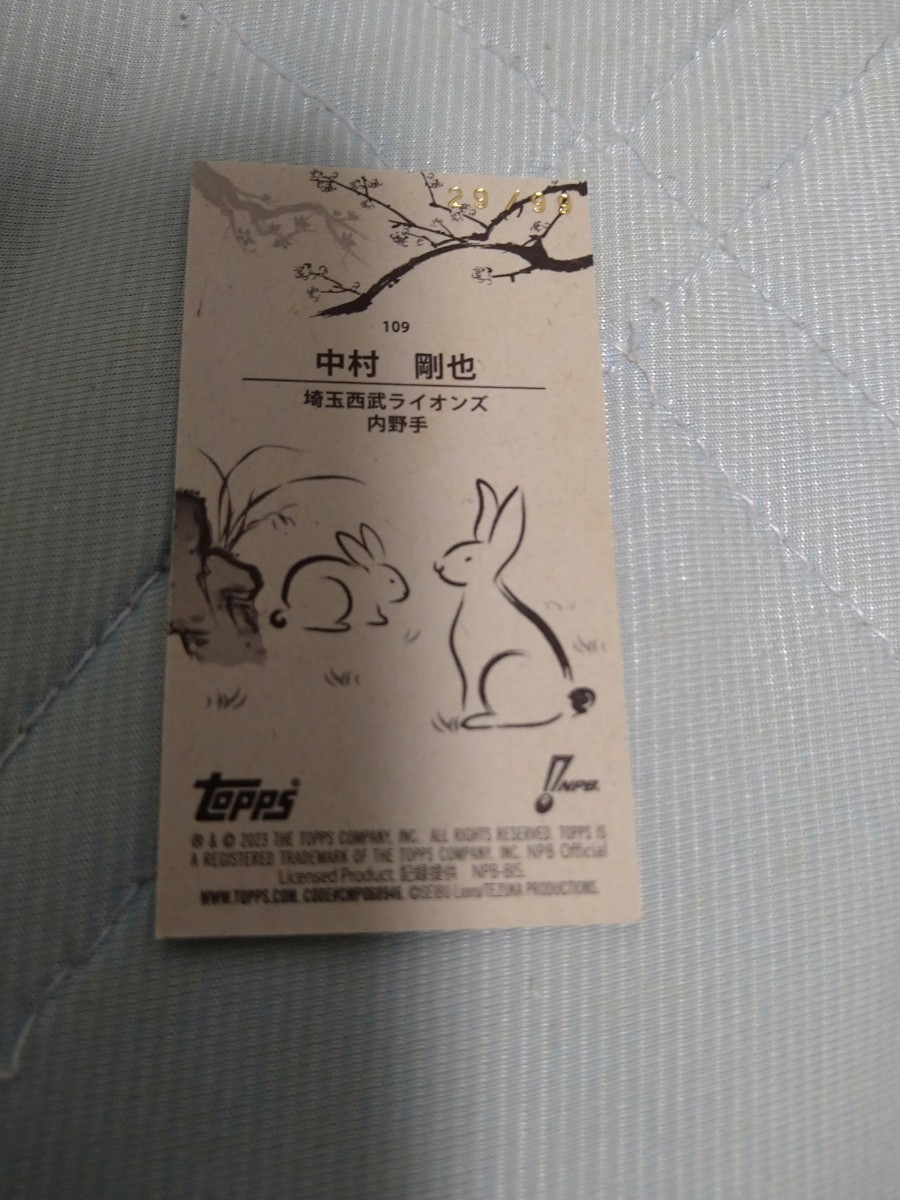 29/99
109
中村 剛也
埼玉西武ライオンズ
内野手
topps®
NPB
® & © 2023 THE TOPPS COMPANY, INC. ALL RIGHTS RESERVED. TOPPS IS
A REGISTERED TRADEMARK OF THE TOPPS COMPANY, INC. NPB Official
Licensed Product. 記録提供 NPB-BIS.
WWW.TOPPS.COM. CODE#CMP068946. ©SEIBU Lions/TEZUKA PRODUCTIONS.